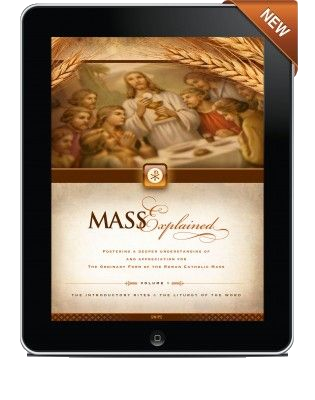 NEW
MASS Explained
FOSTERING A DEEPER UNDERSTANDING OF
AND APPRECIATION FOR
THE ORDINARY FORM OF THE ROMAN CATHOLIC MASS
VOLUME 1
THE INTRODUCTORY RITES & THE LITURGY OF THE WORD
SWIPE